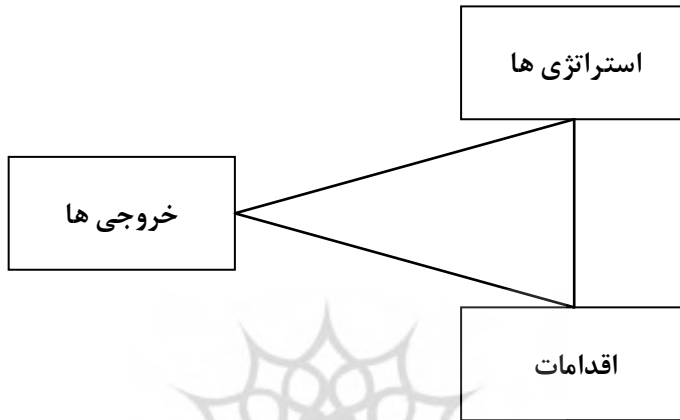 استراتژی ها
خروجی ها
اقدامات